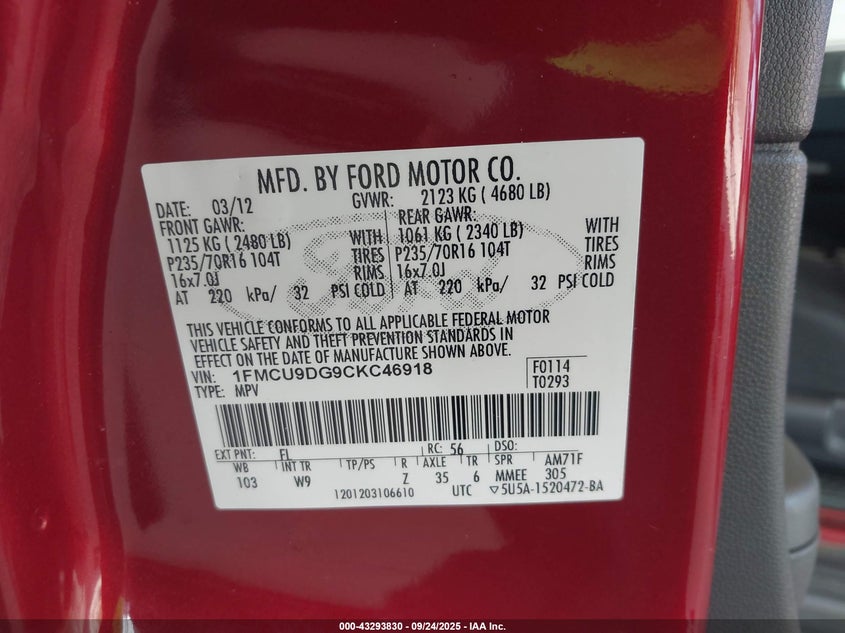 MFD. BY FORD MOTOR CO.
DATE: 03/12 GVWR: 2123 KG ( 4680 LB)
FRONT GAWR: REAR GAWR:
1125 KG ( 2480 LB) WITH 1061 KG ( 2340 LB) WITH
P235/70R16 104T TIRES P235/70R16 104T TIRES
16x7.0J RIMS 16x7.0J RIMS
AT 220 kPa/ 32 PSI COLD AT 220 kPa/ 32 PSI COLD
THIS VEHICLE CONFORMS TO ALL APPLICABLE FEDERAL MOTOR
VEHICLE SAFETY AND THEFT PREVENTION STANDARDS IN
EFFECT ON THE DATE OF MANUFACTURE SHOWN ABOVE.
VIN: 1FMCU9DG9CKC46918 F0114
TYPE: MPV T0293
EXT PNT: FL RC: 56 DSO:
WB INT TR TP/PS R AXLE TR SPR AM71F
103 W9 Z 35 6 MMEE 305
1201203106610 UTC ▽5U5A-1520472-BA
000-43293830 - 09/24/2025 - IAA Inc.